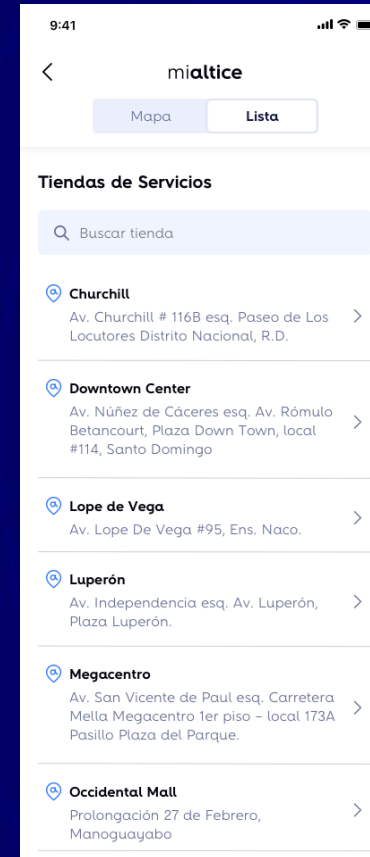 9:41
mialtice
Mapa Lista
Tiendas de Servicios
Buscar tienda
Churchill
Av. Churchill # 116B esq. Paseo de Los
Locutores Distrito Nacional, R.D.
Downtown Center
Av. Núñez de Cáceres esq. Av. Rómulo
Betancourt, Plaza Down Town, local
#114, Santo Domingo
Lope de Vega
Av. Lope De Vega #95, Ens. Naco.
Luperón
Av. Independencia esq. Av. Luperón,
Plaza Luperón.
Megacentro
Av. San Vicente de Paul esq. Carretera
Mella Megacentro 1er piso – local 173A
Pasillo Plaza del Parque.
Occidental Mall
Prolongación 27 de Febrero,
Manoguayabo